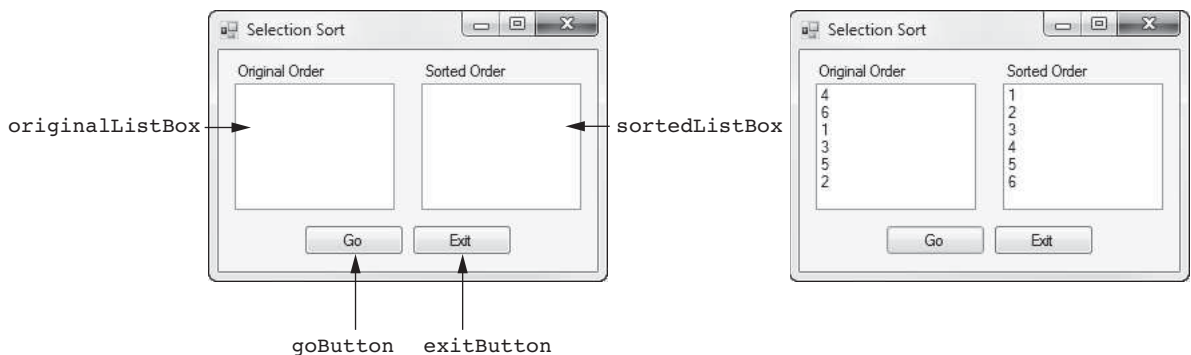 Selection Sort
Original Order
Sorted Order
originalListBox
sortedListBox
Go
Exit
goButton
exitButton
Selection Sort
Original Order
Sorted Order
4
6
1
3
5
2
1
2
3
4
5
6
Go
Exit